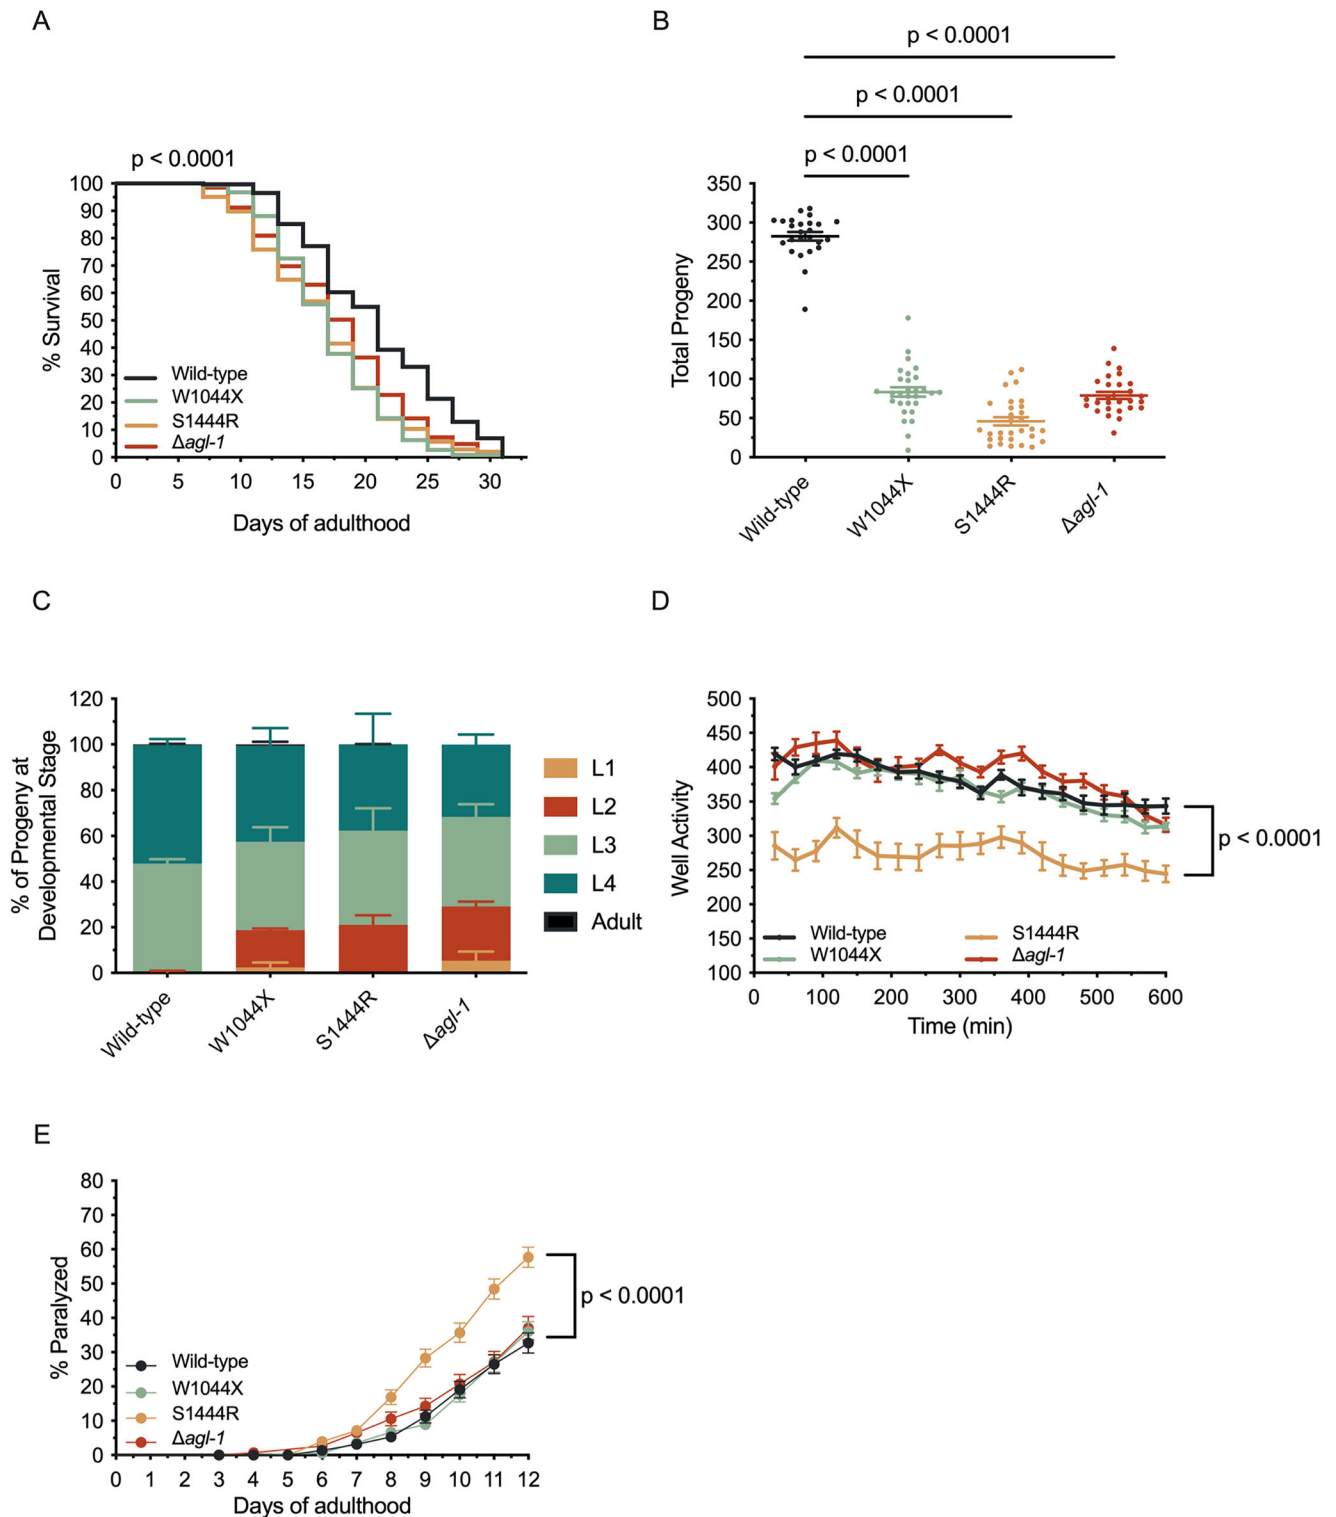 A
p < 0.0001
% Survival
100
90
80
70
60
50
40
30
20
10
0
Wild-type
W1044X
S1444R
Δagl-1
0 5 10 15 20 25 30
Days of adulthood
B
p < 0.0001
p < 0.0001
p < 0.0001
Total Progeny
350
300
250
200
150
100
50
0
Wild-type W1044X S1444R Δagl-1
C
% of Progeny at
Developmental Stage
120
100
80
60
40
20
0
Wild-type W1044X S1444R Δagl-1
L1
L2
L3
L4
Adult
D
Well Activity
500
450
400
350
300
250
200
150
100
p < 0.0001
Wild-type S1444R
W1044X Δagl-1
0 100 200 300 400 500 600
Time (min)
E
% Paralyzed
80
70
60
50
40
30
20
10
0
p < 0.0001
Wild-type
W1044X
S1444R
Δagl-1
0 1 2 3 4 5 6 7 8 9 10 11 12
Days of adulthood